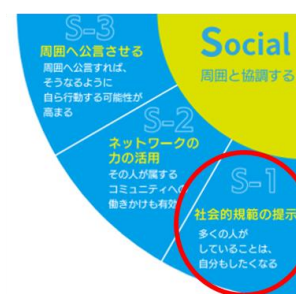 S-3
周囲へ公言させる
周囲へ公言すれば、
そうなるように
自ら行動する可能性が
高まる
Social
周囲と協調する
S-2
ネットワークの
力の活用
その人が属する
コミュニティへの
働きかけも有効
S-1
社会的規範の提示
多くの人が
していることは、
自分もしたくなる